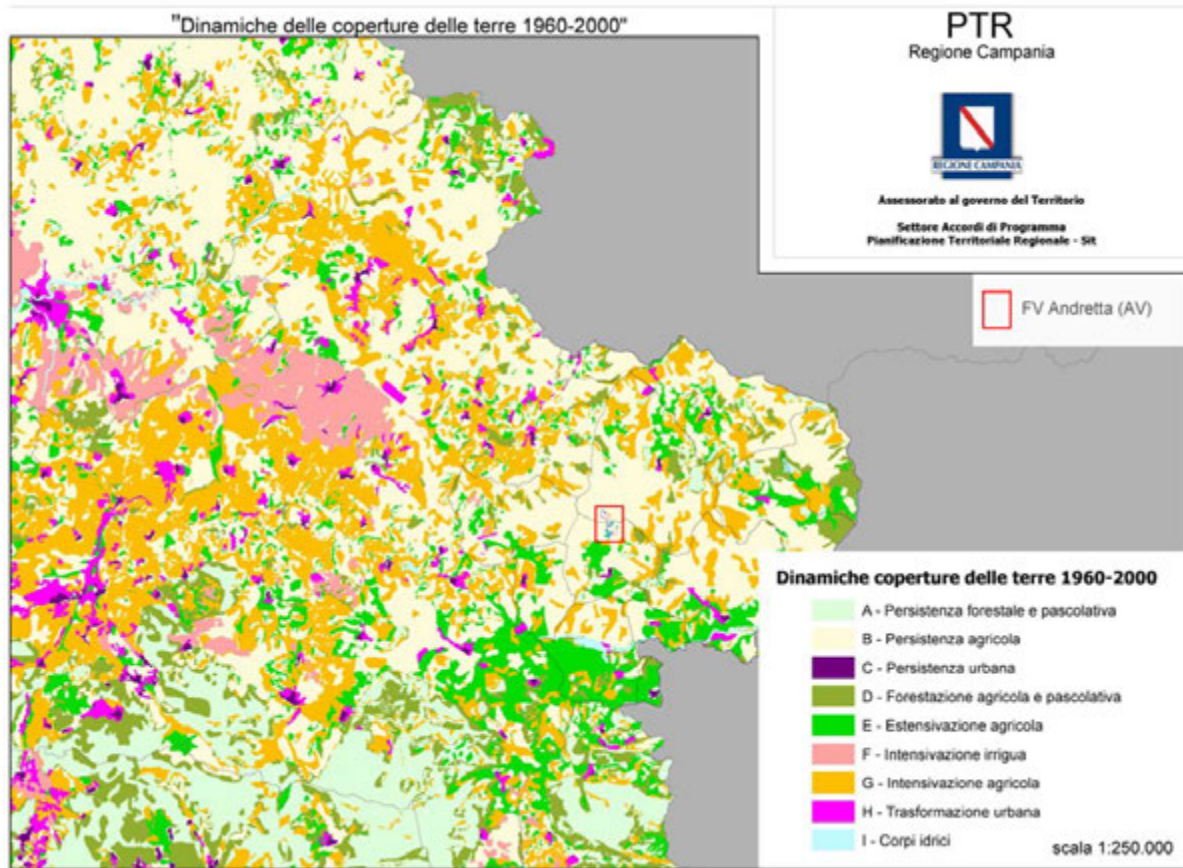 "Dinamiche delle coperture delle terre 1960-2000"
PTR
Regione Campania
REGIONE CAMPANIA
Assessorato al governo del Territorio
Settore Accordi di Programma
Pianificazione Territoriale Regionale - Sit
FV Andretta (AV)
Dinamiche coperture delle terre 1960-2000
A - Persistenza forestale e pascolativa
B - Persistenza agricola
C - Persistenza urbana
D - Forestazione agricola e pascolativa
E - Estensivazione agricola
F - Intensivazione irrigua
G - Intensivazione agricola
H - Trasformazione urbana
I - Corpi idrici
scala 1:250.000